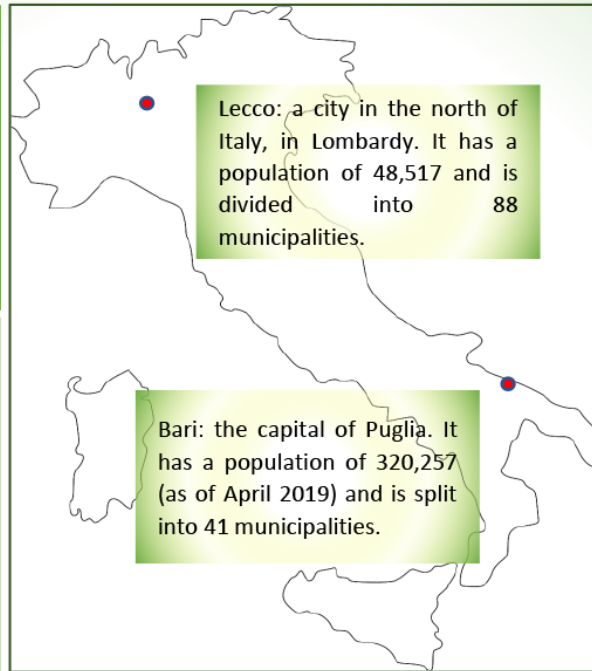 Lecco: a city in the north of
Italy, in Lombardy. It has a
population of 48,517 and is
divided into 88
municipalities.
Bari: the capital of Puglia. It
has a population of 320,257
(as of April 2019) and is split
into 41 municipalities.